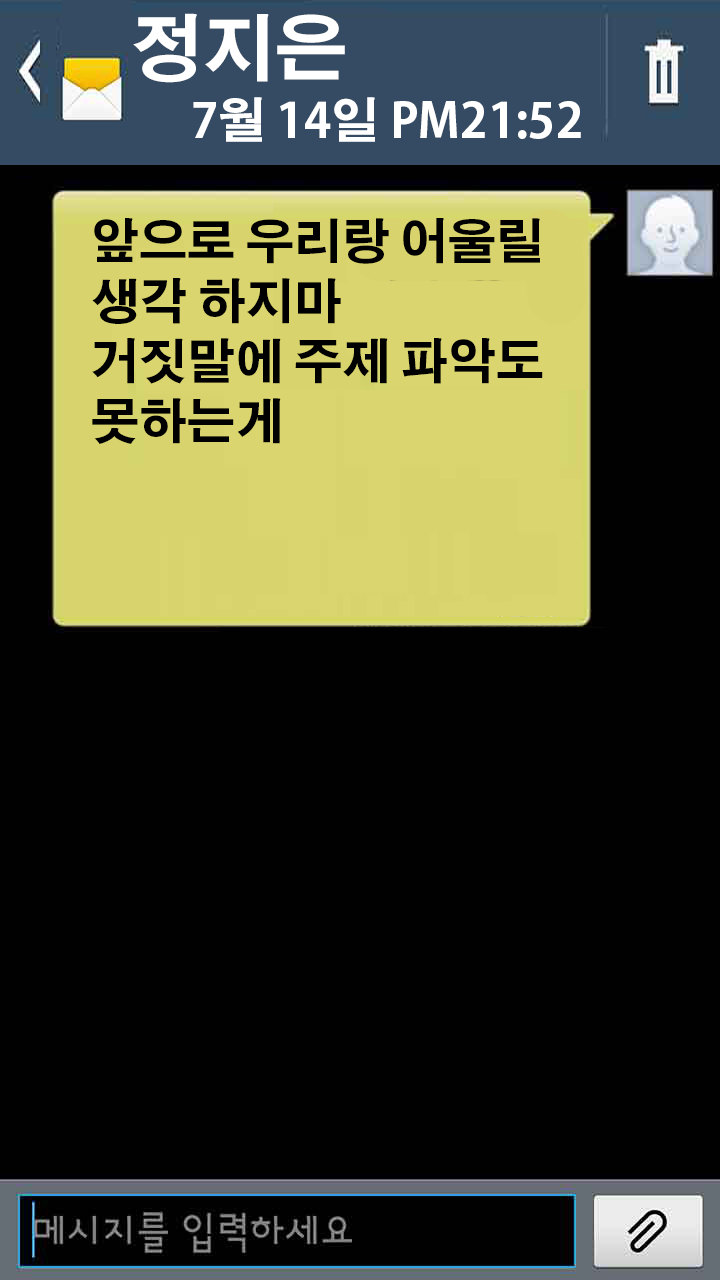 정지은
7월 14일 PM21:52
앞으로 우리랑 어울릴
생각 하지마
거짓말에 주제 파악도
못하는게
메시지를 입력하세요